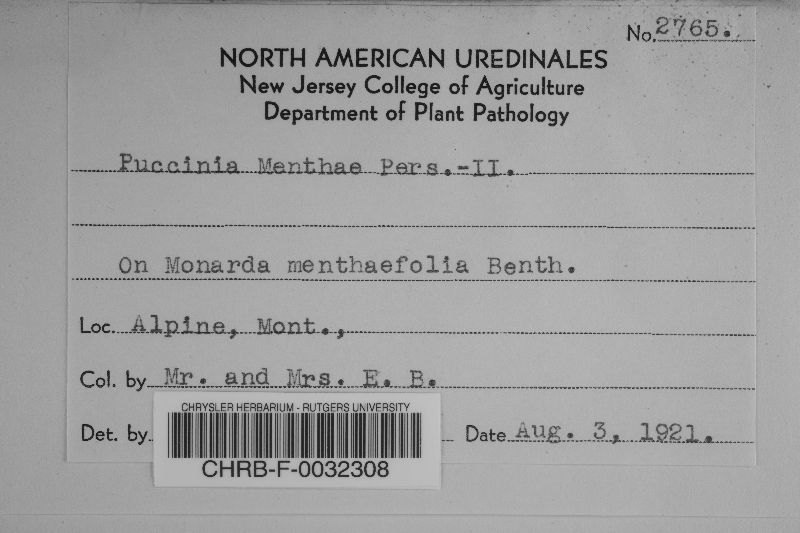 No. 2765.
NORTH AMERICAN UREDINALES
New Jersey College of Agriculture
Department of Plant Pathology
Puccinia Menthae Pers.-II.
On Monarda menthaefolia Benth.
Loc. Alpine, Mont.,
Col. by Mr. and Mrs. E. B.
Det. by
Date Aug. 3, 1921.
CHRYSLER HERBARIUM - RUTGERS UNIVERSITY
CHRB-F-0032308